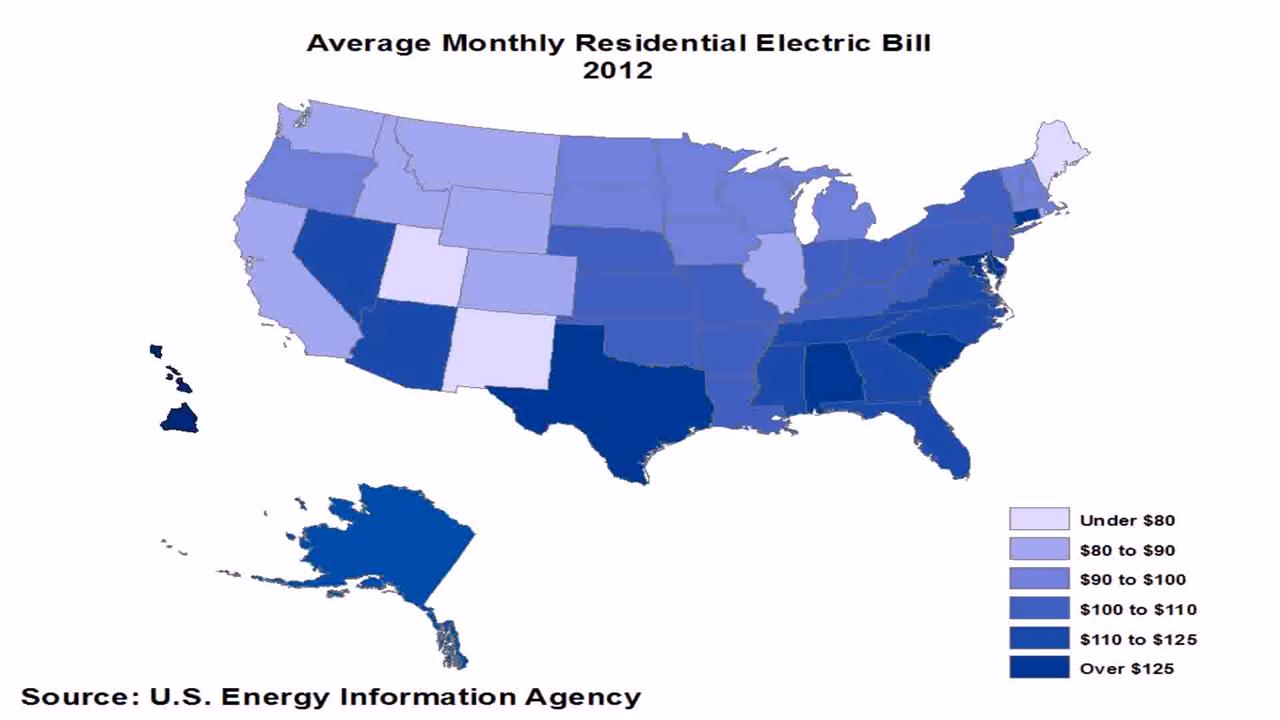 Average Monthly Residential Electric Bill
2012
Under $80
$80 to $90
$90 to $100
$100 to $110
$110 to $125
Over $125
Source: U.S. Energy Information Agency